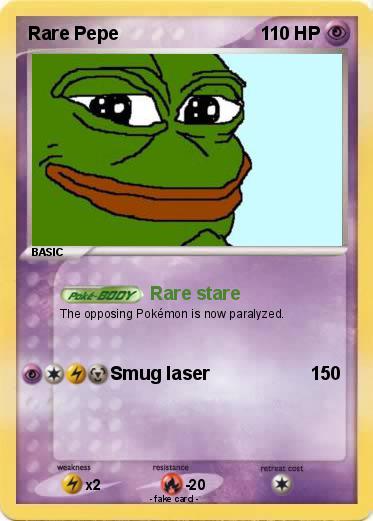 Rare Pepe 110 HP
BASIC
Poké-BODY Rare stare
The opposing Pokémon is now paralyzed.
Smug laser 150
weakness resistance retreat cost
x2 -20
- fake card -